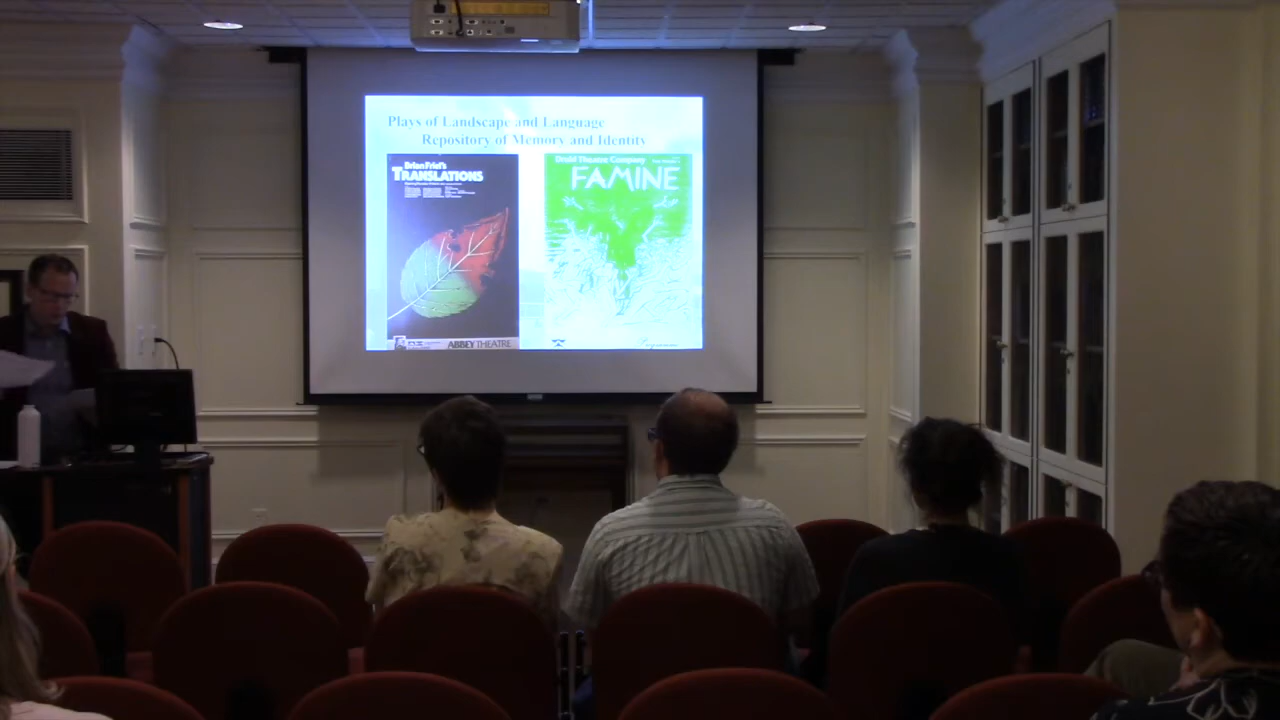 Plays of Landscape and Language
Repository of Memory and Identity
Brian Friel's
TRANSLATIONS
ABBEY THEATRE
Druid Theatre Company
FAMINE
Programme